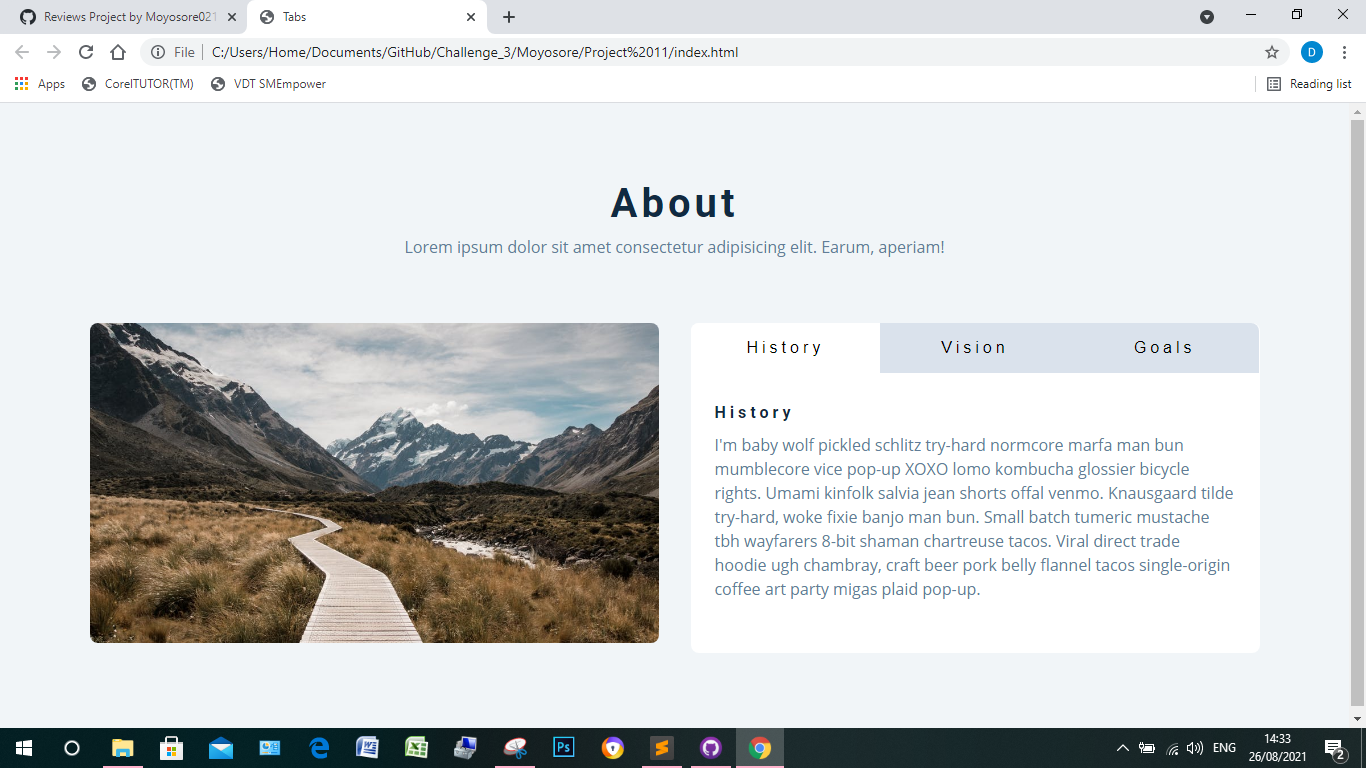 Reviews Project by Moyosore021
Tabs
File
C:/Users/Home/Documents/GitHub/Challenge_3/Moyosore/Project%2011/index.html
D
Apps
CorelTUTOR(TM)
VDT SMEmpower
Reading list
About
Lorem ipsum dolor sit amet consectetur adipisicing elit. Earum, aperiam!
History
Vision
Goals
History
I'm baby wolf pickled schlitz try-hard normcore marfa man bun
mumblecore vice pop-up XOXO lomo kombucha glossier bicycle
rights. Umami kinfolk salvia jean shorts offal venmo. Knausgaard tilde
try-hard, woke fixie banjo man bun. Small batch tumeric mustache
tbh wayfarers 8-bit shaman chartreuse tacos. Viral direct trade
hoodie ugh chambray, craft beer pork belly flannel tacos single-origin
coffee art party migas plaid pop-up.
Ps
ENG
14:33
26/08/2021
2